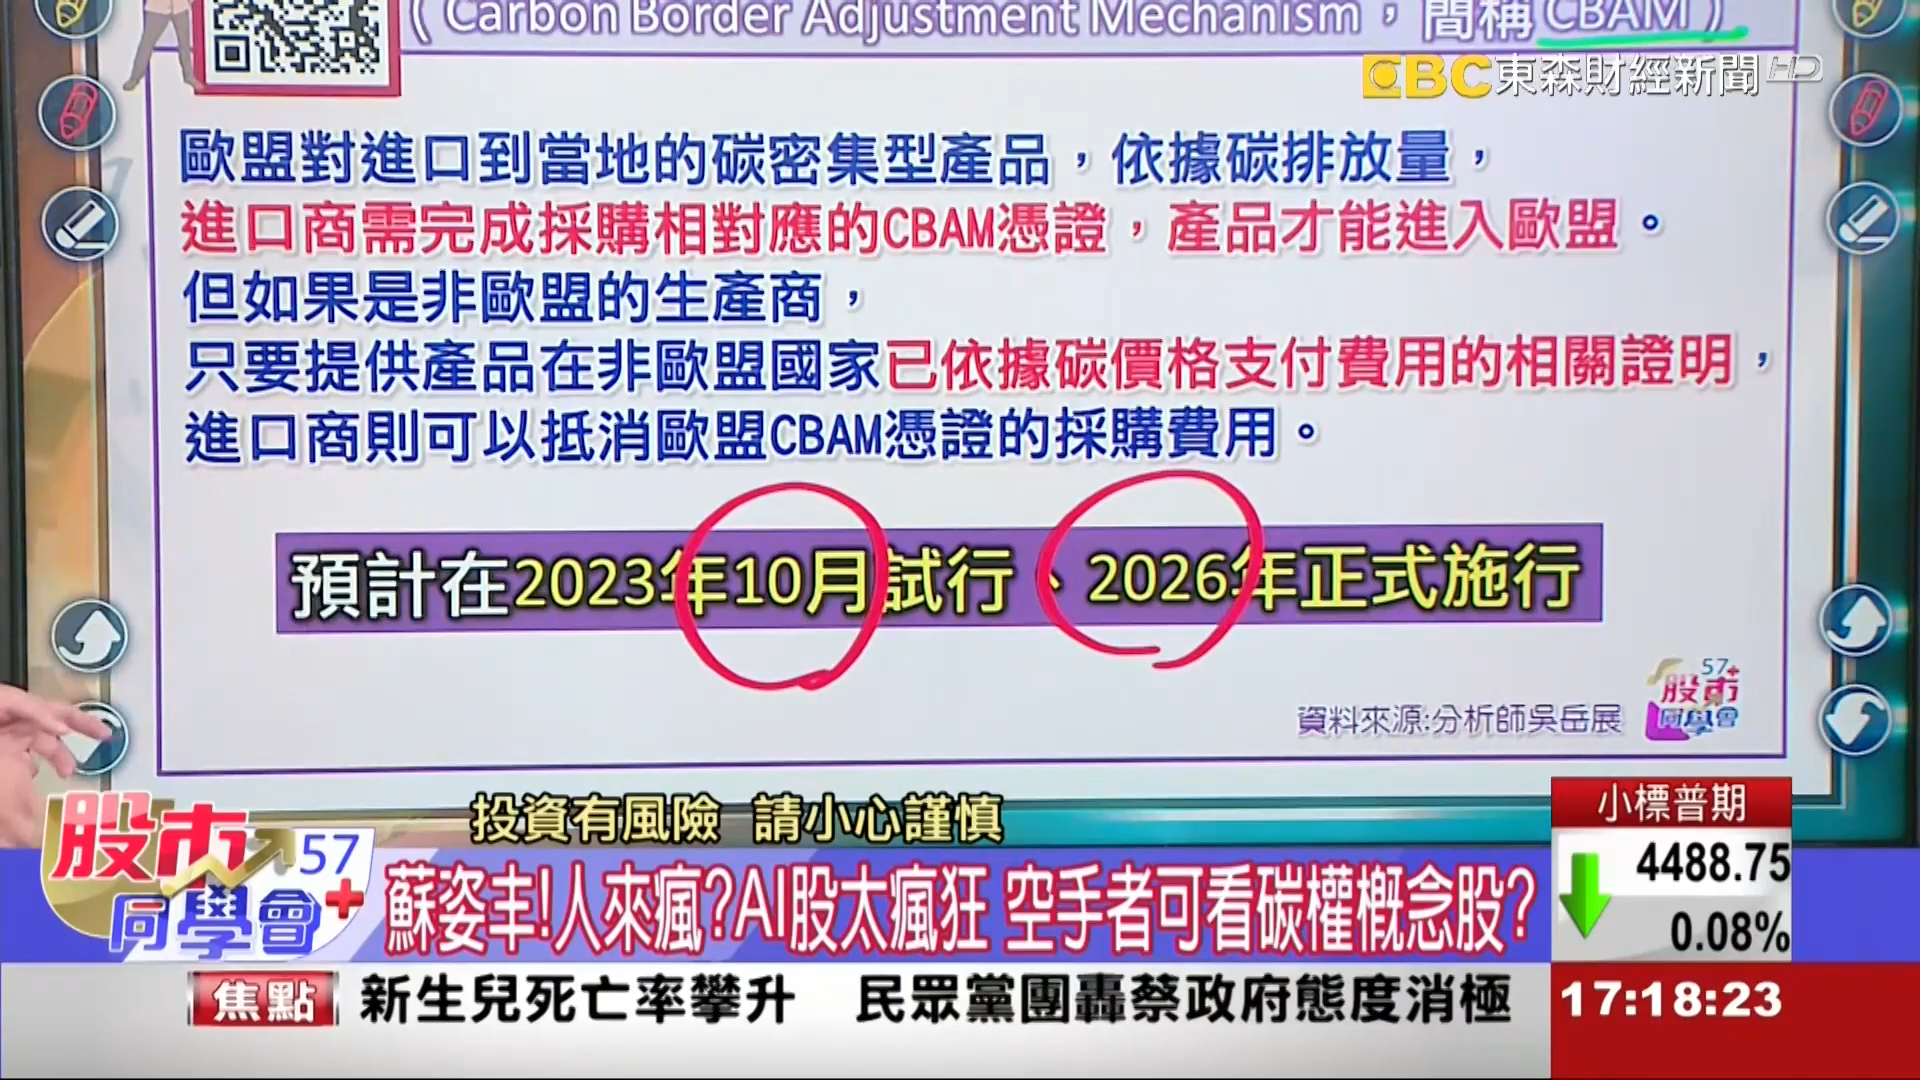 （Carbon Border Adjustment Mechanism，簡稱CBAM）
EBC東森財經新聞HD
歐盟對進口到當地的碳密集型產品，依據碳排放量，
進口商需完成採購相對應的CBAM憑證，產品才能進入歐盟。
但如果是非歐盟的生產商，
只要提供產品在非歐盟國家已依據碳價格支付費用的相關證明，
進口商則可以抵消歐盟CBAM憑證的採購費用。
預計在2023年10月試行、2026年正式施行
57+
股市
同學會
資料來源:分析師吳岳展
投資有風險 請小心謹慎
小標普期
股市
57
同學會+
蘇姿丰!人來瘋?AI股太瘋狂 空手者可看碳權概念股?
4488.75
0.08%
焦點 新生兒死亡率攀升 民眾黨團轟蔡政府態度消極
17:18:23